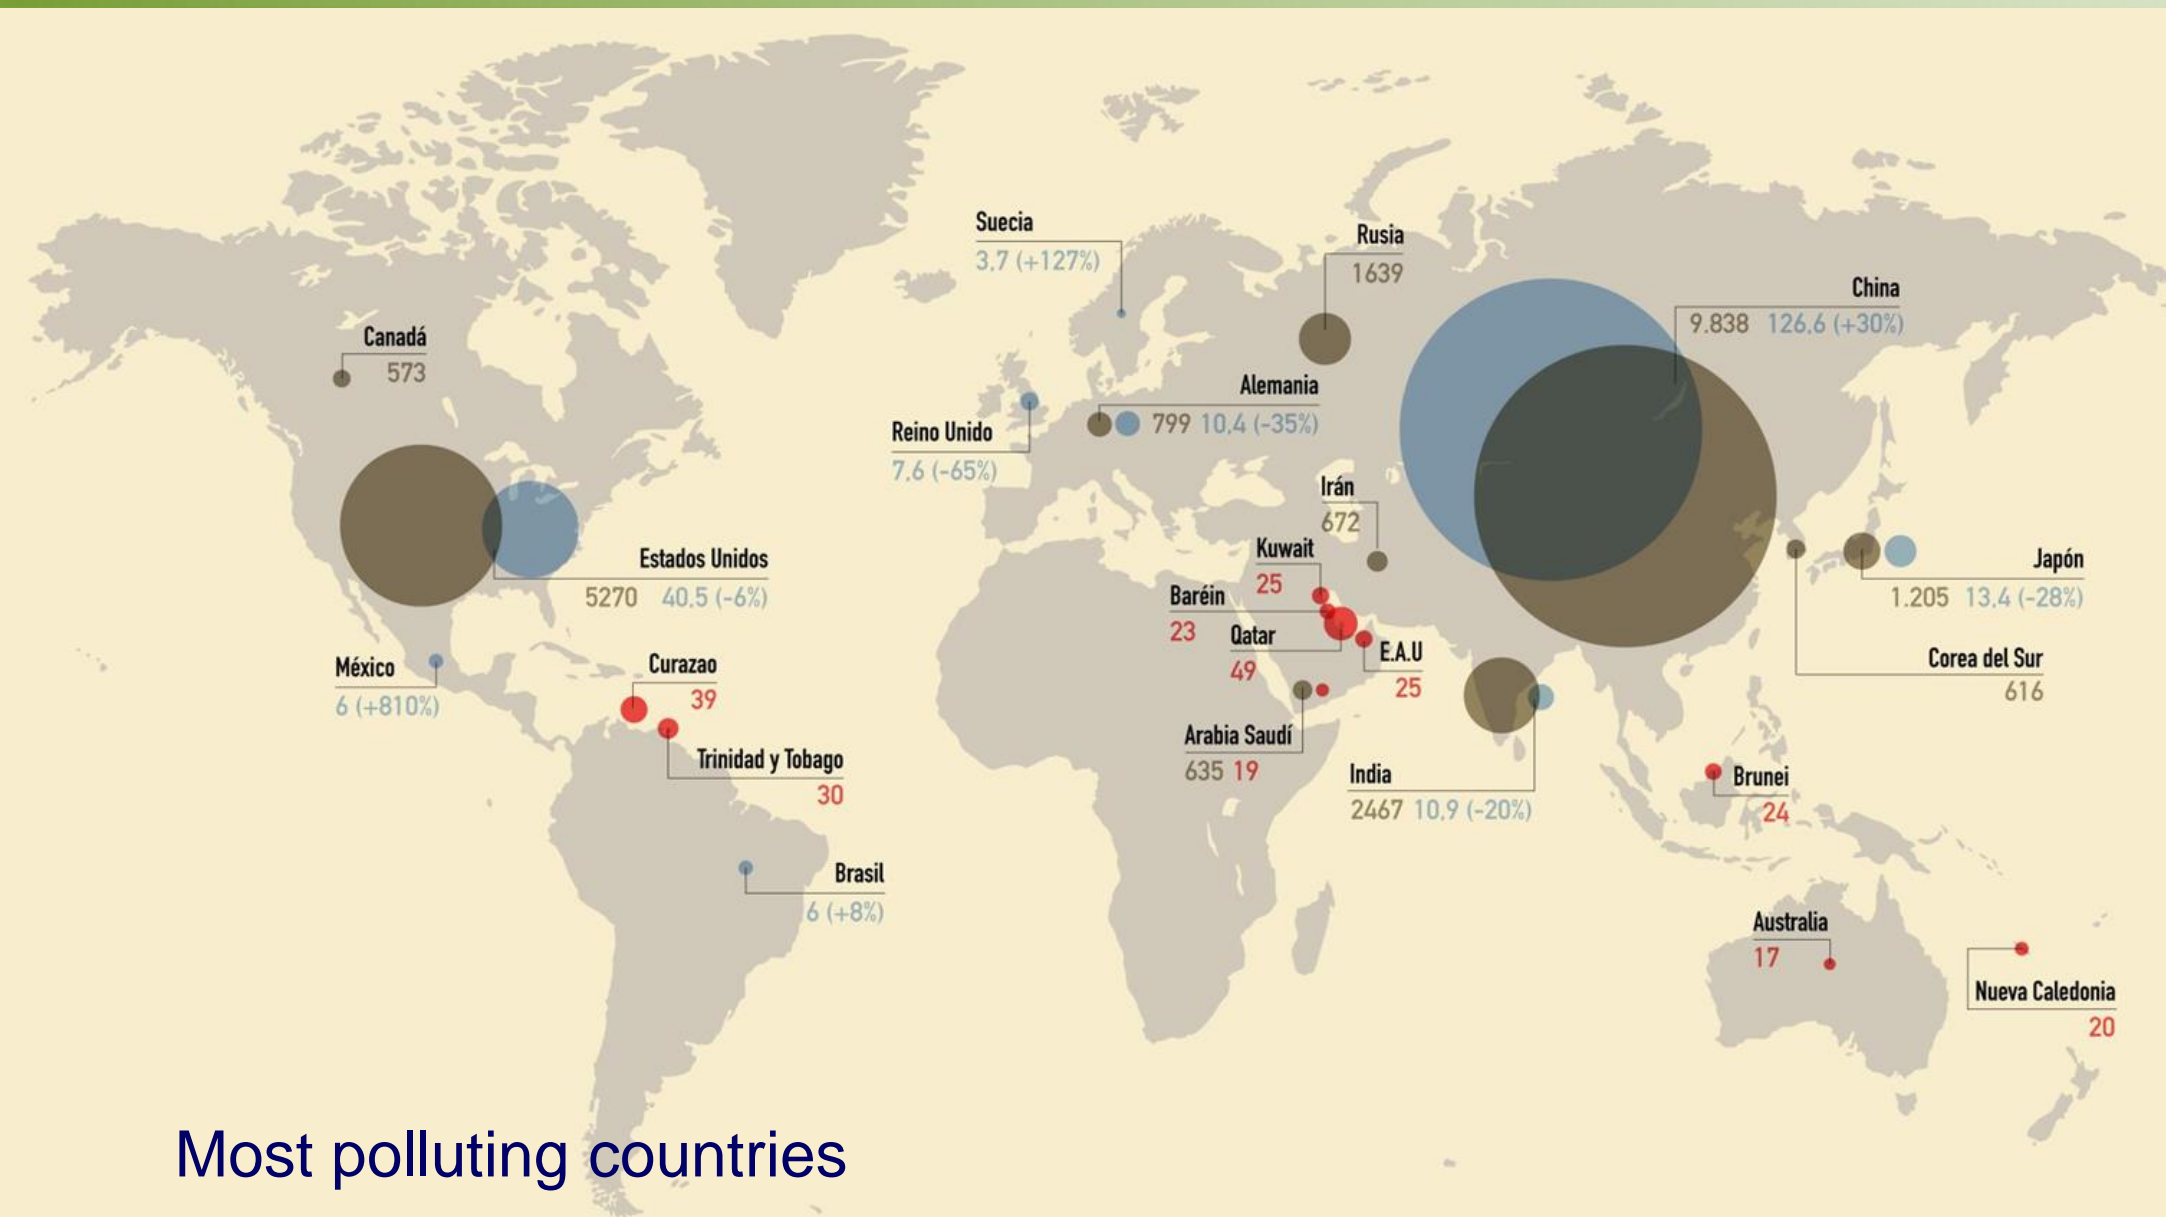 Suecia
3,7 (+127%)
Rusia
1639
China
9.838 126,6 (+30%)
Canadá
573
Alemania
799 10,4 (-35%)
Reino Unido
7,6 (-65%)
Irán
672
Kuwait
25
Estados Unidos
5270 40,5 (-6%)
Japón
1.205 13,4 (-28%)
Baréin
23
Qatar
49
E.A.U
25
México
6 (+810%)
Curazao
39
Corea del Sur
616
Arabia Saudí
635 19
Trinidad y Tobago
30
India
2467 10,9 (-20%)
Brunei
24
Brasil
6 (+8%)
Australia
17
Nueva Caledonia
20
Most polluting countries